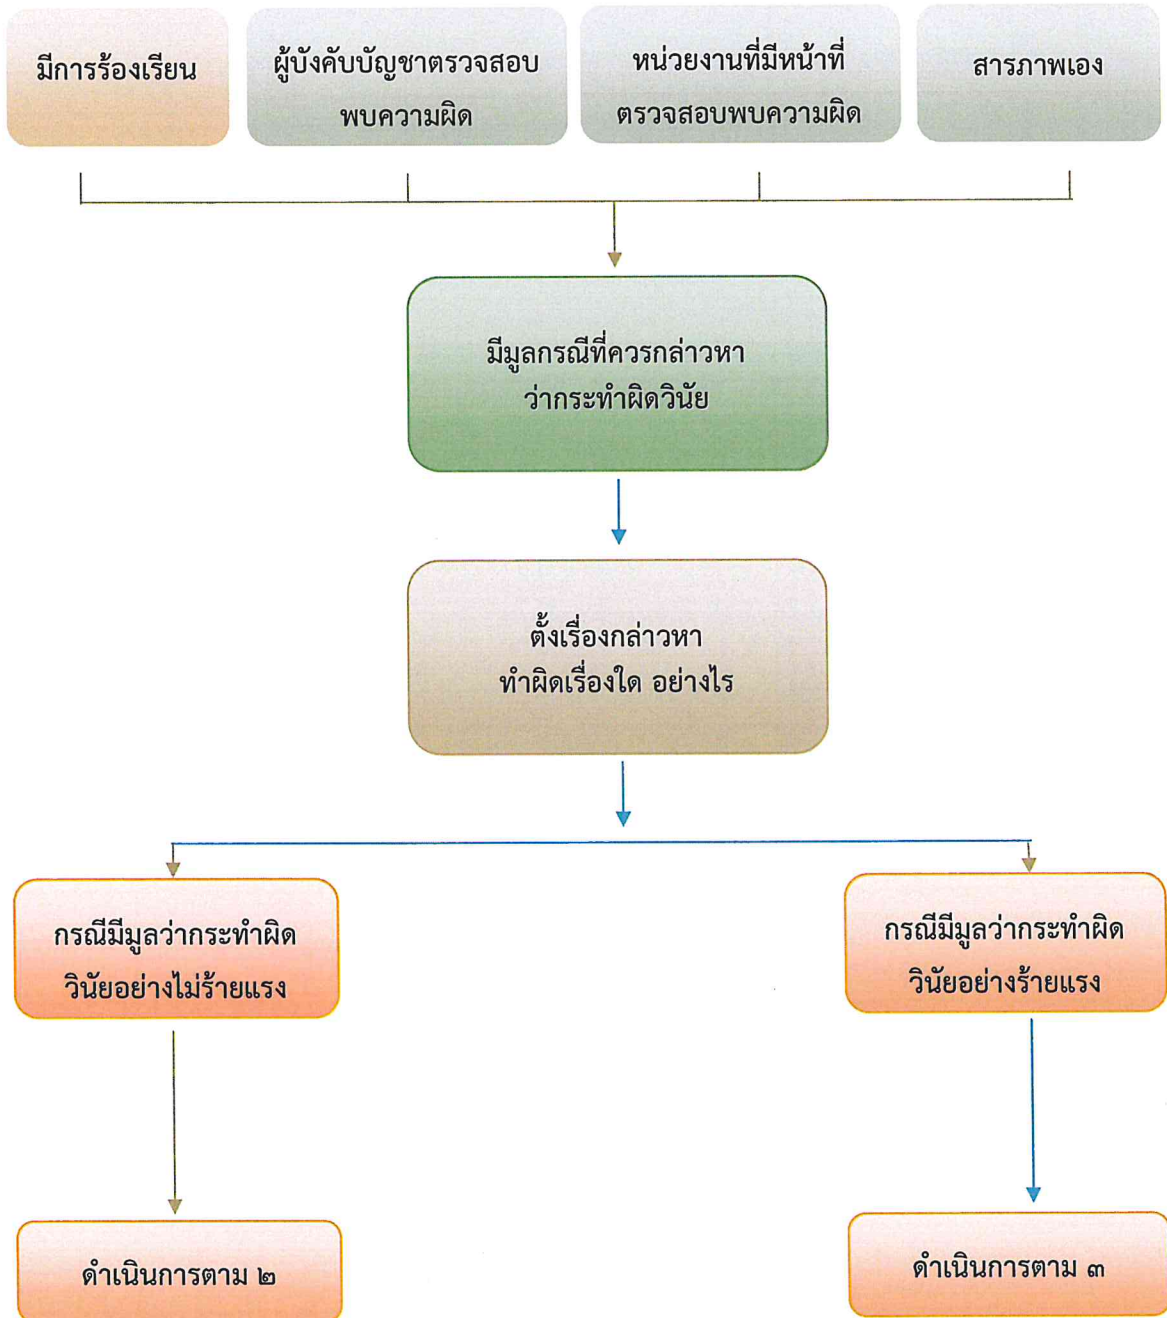 มีการร้องเรียน
ผู้บังคับบัญชาตรวจสอบ
พบความผิด
หน่วยงานที่มีหน้าที่
ตรวจสอบพบความผิด
สารภาพเอง
มีมูลกรณีที่ควรกล่าวหา
ว่ากระทำผิดวินัย
ตั้งเรื่องกล่าวหา
ทำผิดเรื่องใด อย่างไร
กรณีมีมูลว่ากระทำผิด
วินัยอย่างไม่ร้ายแรง
กรณีมีมูลว่ากระทำผิด
วินัยอย่างร้ายแรง
ดำเนินการตาม ๒
ดำเนินการตาม ๓